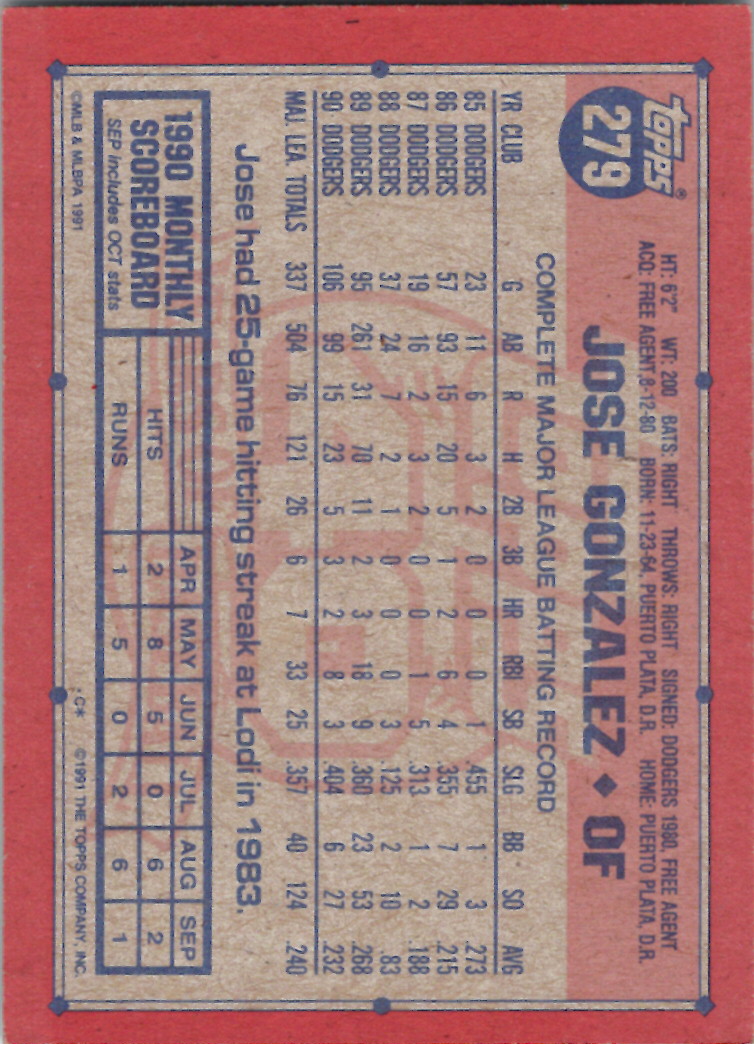 Topps®
279
HT: 6'2" WT: 200 BATS: RIGHT THROWS: RIGHT SIGNED: DODGERS 1980, FREE AGENT
ACQ: FREE AGENT, 8-12-80 BORN: 11-23-64, PUERTO PLATA, D.R. HOME: PUERTO PLATA, D.R.
JOSE GONZALEZ ♦ OF
COMPLETE MAJOR LEAGUE BATTING RECORD
YR CLUB G AB R H 2B 3B HR RBI SB SLG BB SO AVG
85 DODGERS 23 11 6 3 2 0 0 0 1 .455 1 3 .273
86 DODGERS 57 93 15 20 5 1 2 6 4 .355 7 29 .215
87 DODGERS 19 16 2 3 2 0 0 1 5 .313 1 2 .188
88 DODGERS 37 24 7 2 1 0 0 0 3 .125 2 10 .83
89 DODGERS 95 261 31 70 11 2 3 18 9 .360 23 53 .268
90 DODGERS 106 99 15 23 5 3 2 8 3 .404 6 27 .232
MAJ. LEA. TOTALS 337 504 76 121 26 6 7 33 25 .357 40 124 .240
Jose had 25-game hitting streak at Lodi in 1983.
1990 MONTHLY
SCOREBOARD
SEP includes OCT stats
APR MAY JUN JUL AUG SEP
HITS 2 8 5 0 6 2
RUNS 1 5 0 2 6 1
©MLB & MLBPA 1991 C* ©1991 THE TOPPS COMPANY, INC.